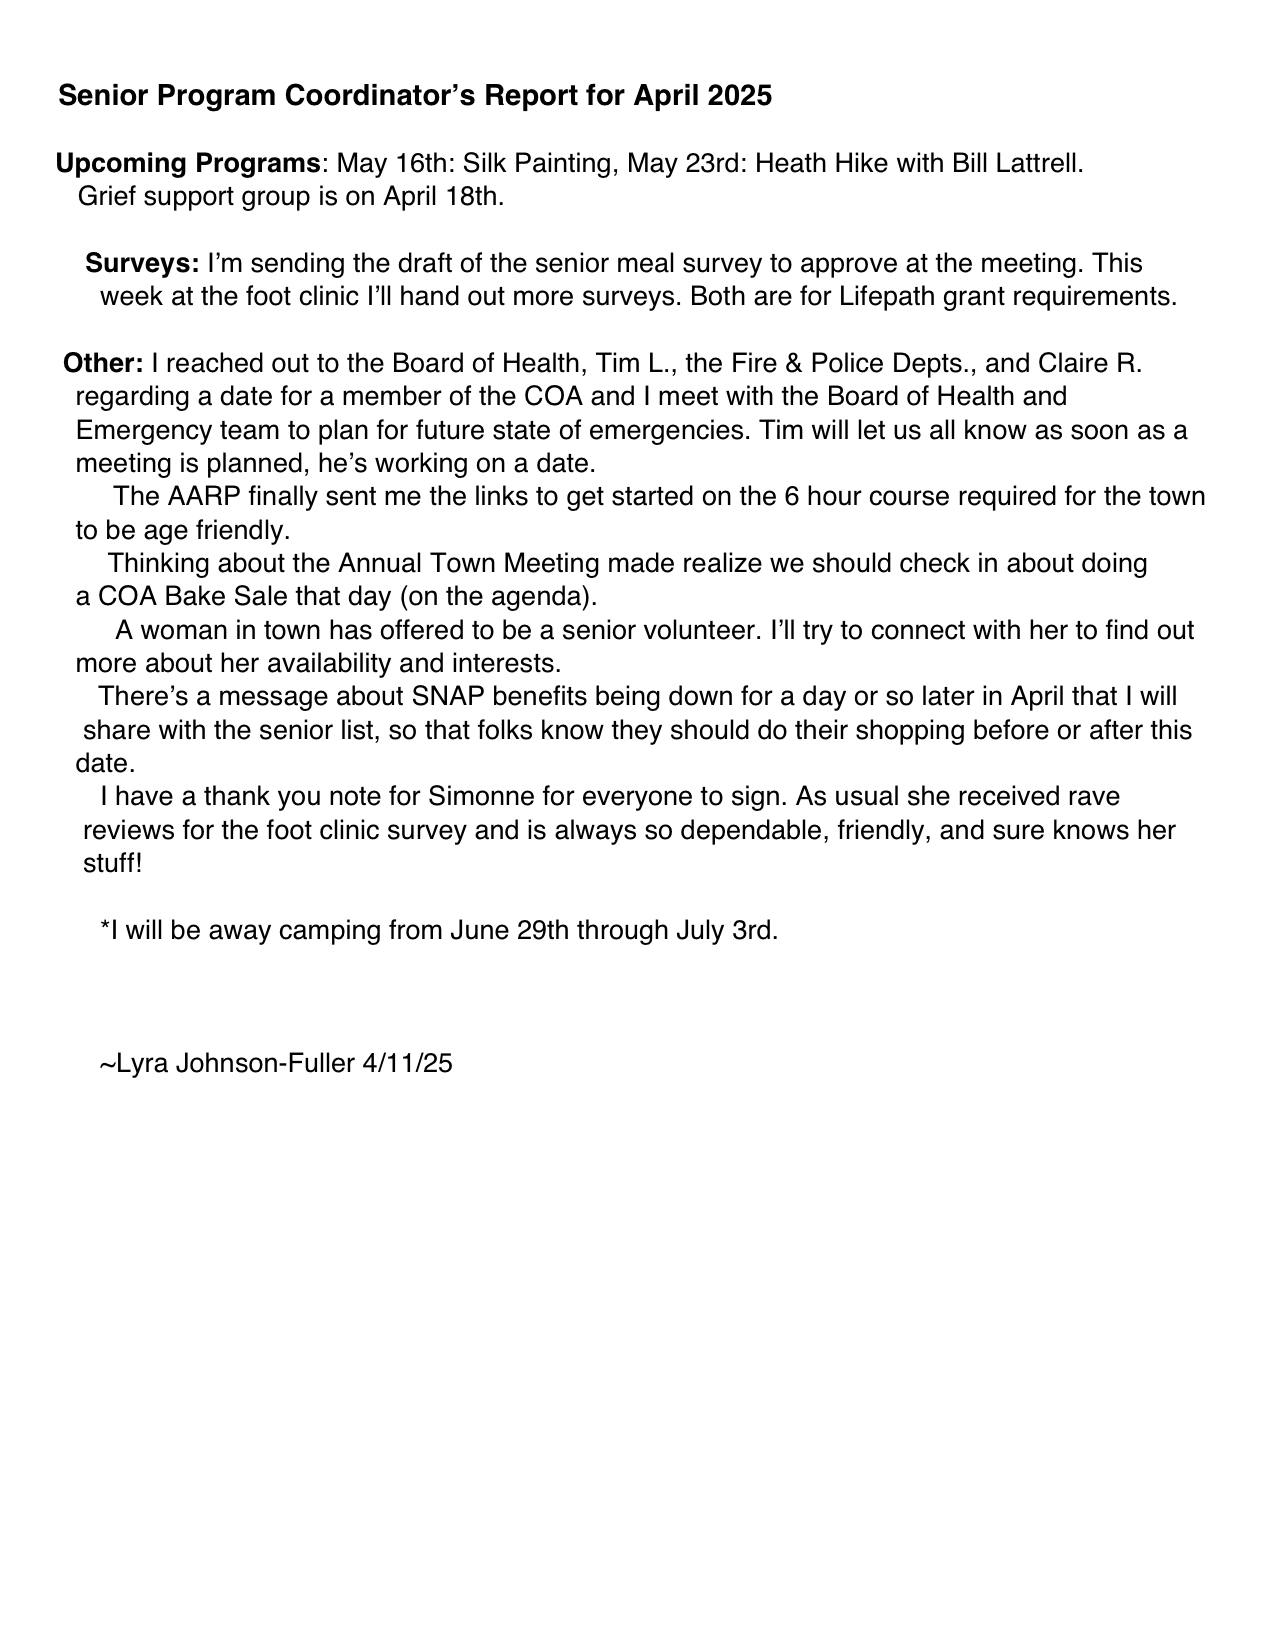 Senior Program Coordinator’s Report for April 2025
Upcoming Programs: May 16th: Silk Painting, May 23rd: Heath Hike with Bill Lattrell.
Grief support group is on April 18th.
Surveys: I’m sending the draft of the senior meal survey to approve at the meeting. This
week at the foot clinic I’ll hand out more surveys. Both are for Lifepath grant requirements.
Other: I reached out to the Board of Health, Tim L., the Fire & Police Depts., and Claire R.
regarding a date for a member of the COA and I meet with the Board of Health and
Emergency team to plan for future state of emergencies. Tim will let us all know as soon as a
meeting is planned, he’s working on a date.
The AARP finally sent me the links to get started on the 6 hour course required for the town
to be age friendly.
Thinking about the Annual Town Meeting made realize we should check in about doing
a COA Bake Sale that day (on the agenda).
A woman in town has offered to be a senior volunteer. I’ll try to connect with her to find out
more about her availability and interests.
There’s a message about SNAP benefits being down for a day or so later in April that I will
share with the senior list, so that folks know they should do their shopping before or after this
date.
I have a thank you note for Simonne for everyone to sign. As usual she received rave
reviews for the foot clinic survey and is always so dependable, friendly, and sure knows her
stuff!
*I will be away camping from June 29th through July 3rd.
~Lyra Johnson-Fuller 4/11/25